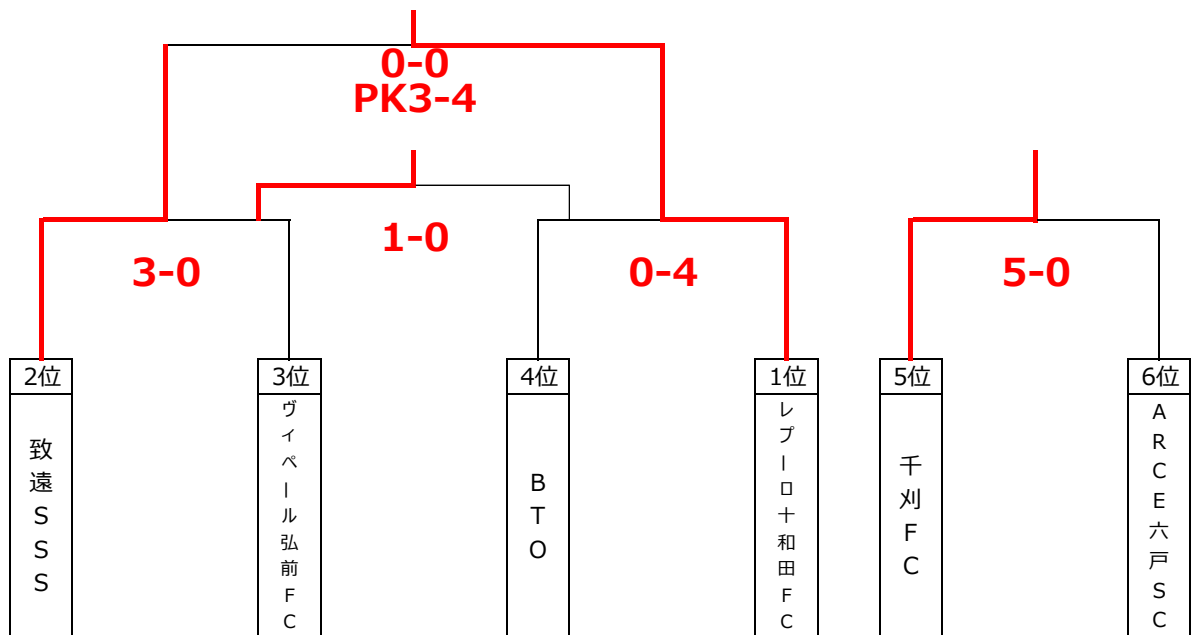 0-0
PK3-4
1-0
3-0
0-4
5-0
2位
3位
4位
1位
5位
6位
致遠SSS
ヴィペール弘前FC
BTO
レプーロ十和田FC
千刈FC
ARCE六戸SC